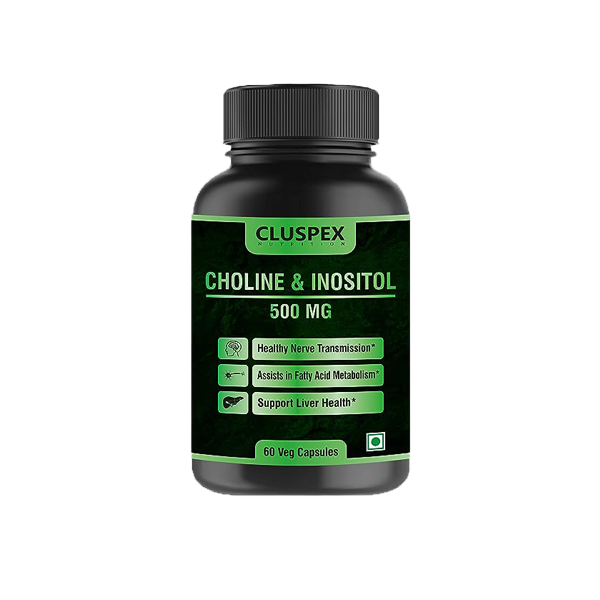 CLUSPEX
NUTRITION
CHOLINE & INOSITOL
500 MG
Healthy Nerve Transmission*
Assists in Fatty Acid Metabolism*
Support Liver Health*
60 Veg Capsules